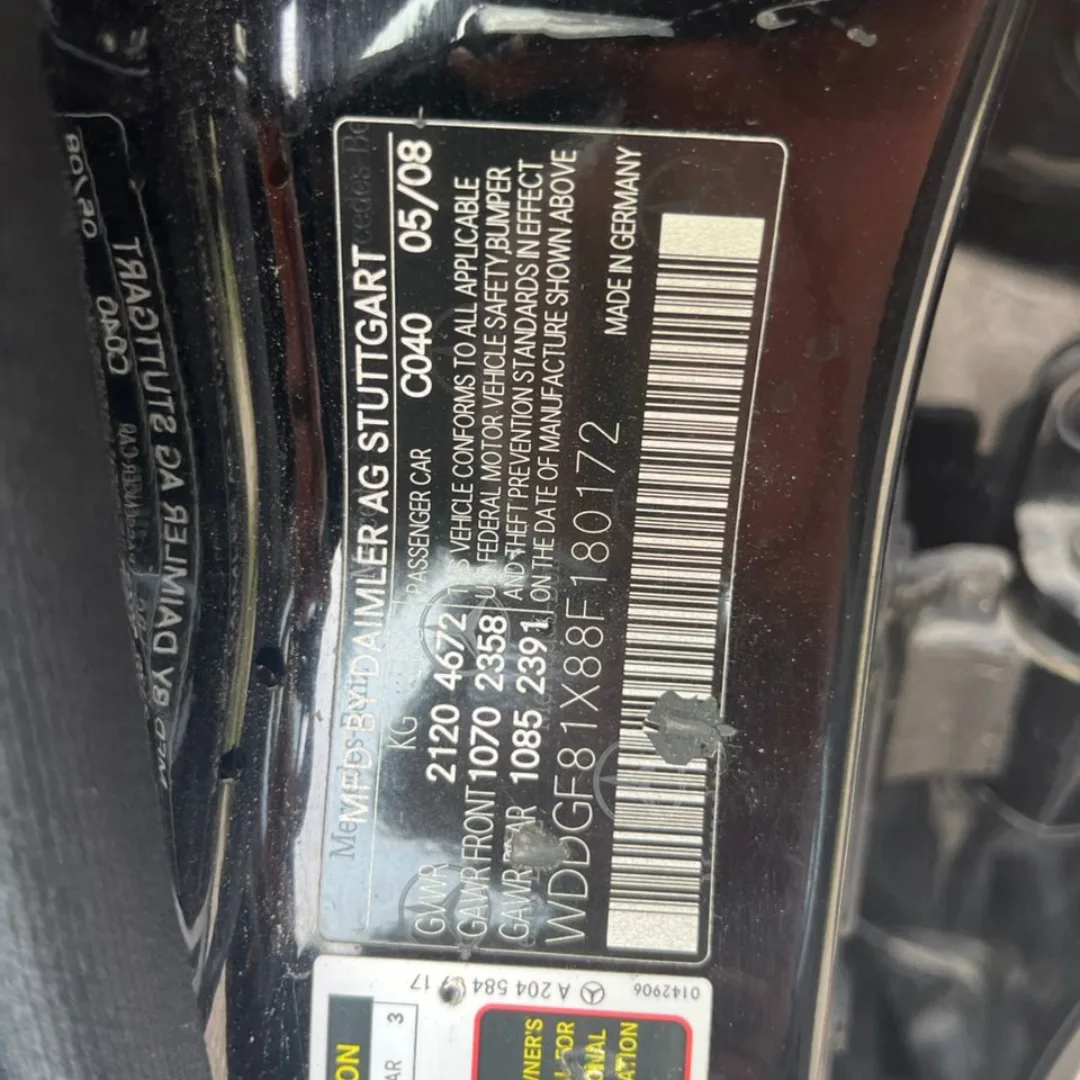 MFD BY DAIMLER AG STUTTGART
KG PASSENGER CAR C040 05/08
GVWR 2120 4672
GAWR FRONT 1070 2358
GAWR 1085 2391
VEHICLE CONFORMS TO ALL APPLICABLE
FEDERAL MOTOR VEHICLE SAFETY,BUMPER
AND THEFT PREVENTION STANDARDS IN EFFECT
ON THE DATE OF MANUFACTURE SHOWN ABOVE
WDDGF81X88F180172
MADE IN GERMANY
0142906
A 204 584 17
3